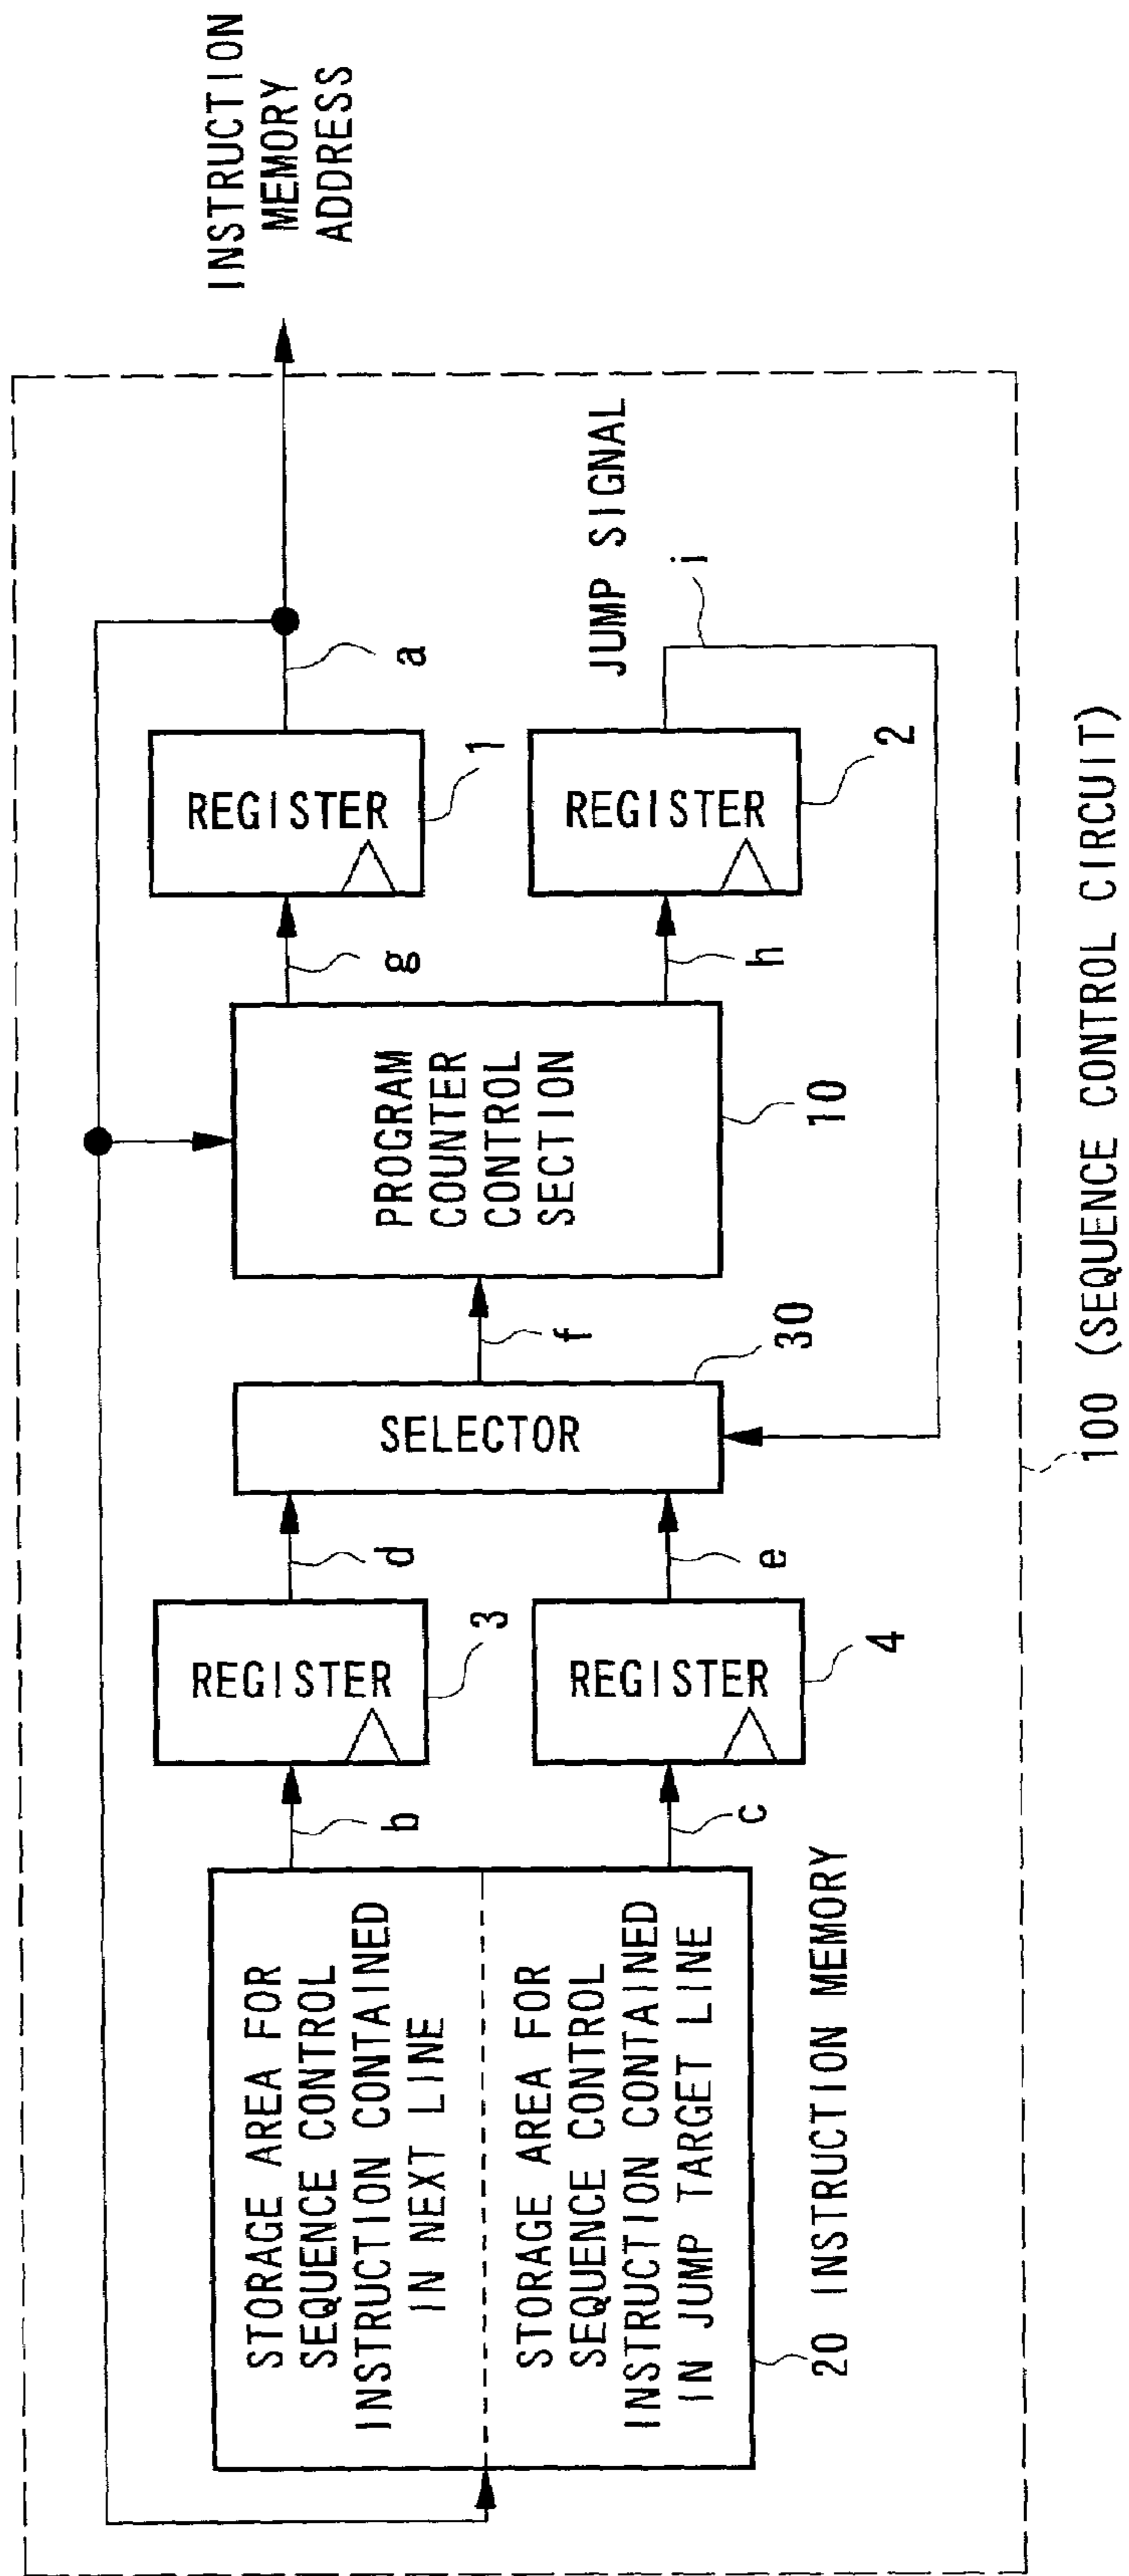 INSTRUCTION
MEMORY
ADDRESS
STORAGE AREA FOR
SEQUENCE CONTROL
INSTRUCTION CONTAINED
IN NEXT LINE
STORAGE AREA FOR
SEQUENCE CONTROL
INSTRUCTION CONTAINED
IN JUMP TARGET LINE
20 INSTRUCTION MEMORY
b
c
REGISTER
3
REGISTER
4
d
e
SELECTOR
30
f
PROGRAM
COUNTER
CONTROL
SECTION
10
g
h
REGISTER
1
REGISTER
2
a
JUMP SIGNAL
i
100 (SEQUENCE CONTROL CIRCUIT)